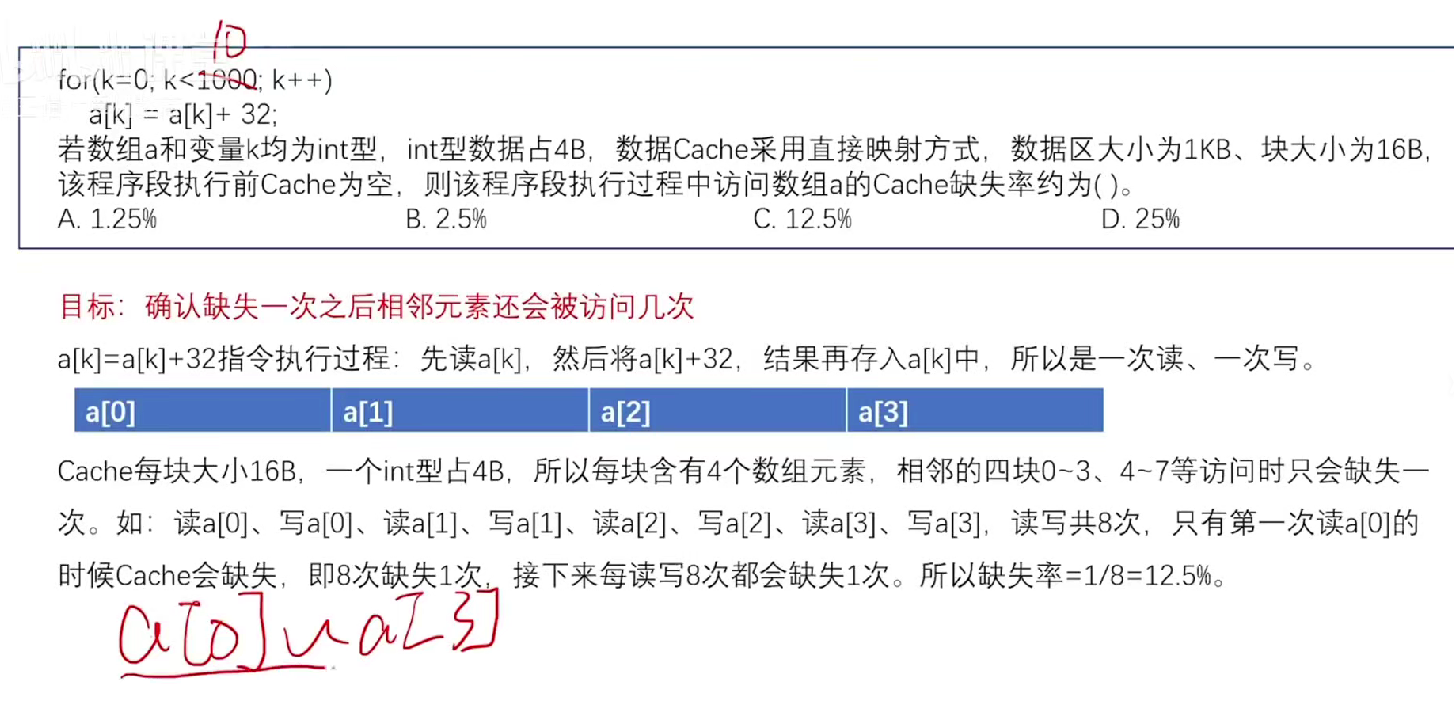 10
for(k=0; k<1000; k++)
a[k] = a[k]+ 32;
若数组a和变量k均为int型，int型数据占4B，数据Cache采用直接映射方式，数据区大小为1KB、块大小为16B，
该程序段执行前Cache为空，则该程序段执行过程中访问数组a的Cache缺失率约为( )。
A. 1.25% B. 2.5% C. 12.5% D. 25%
目标：确认缺失一次之后相邻元素还会被访问几次
a[k]=a[k]+32指令执行过程：先读a[k]，然后将a[k]+32，结果再存入a[k]中，所以是一次读、一次写。
a[0] a[1] a[2] a[3]
Cache每块大小16B，一个int型占4B，所以每块含有4个数组元素，相邻的四块0~3、4~7等访问时只会缺失一
次。如：读a[0]、写a[0]、读a[1]、写a[1]、读a[2]、写a[2]、读a[3]、写a[3]，读写共8次，只有第一次读a[0]的
时候Cache会缺失，即8次缺失1次，接下来每读写8次都会缺失1次。所以缺失率=1/8=12.5%。
a[0]~a[3]